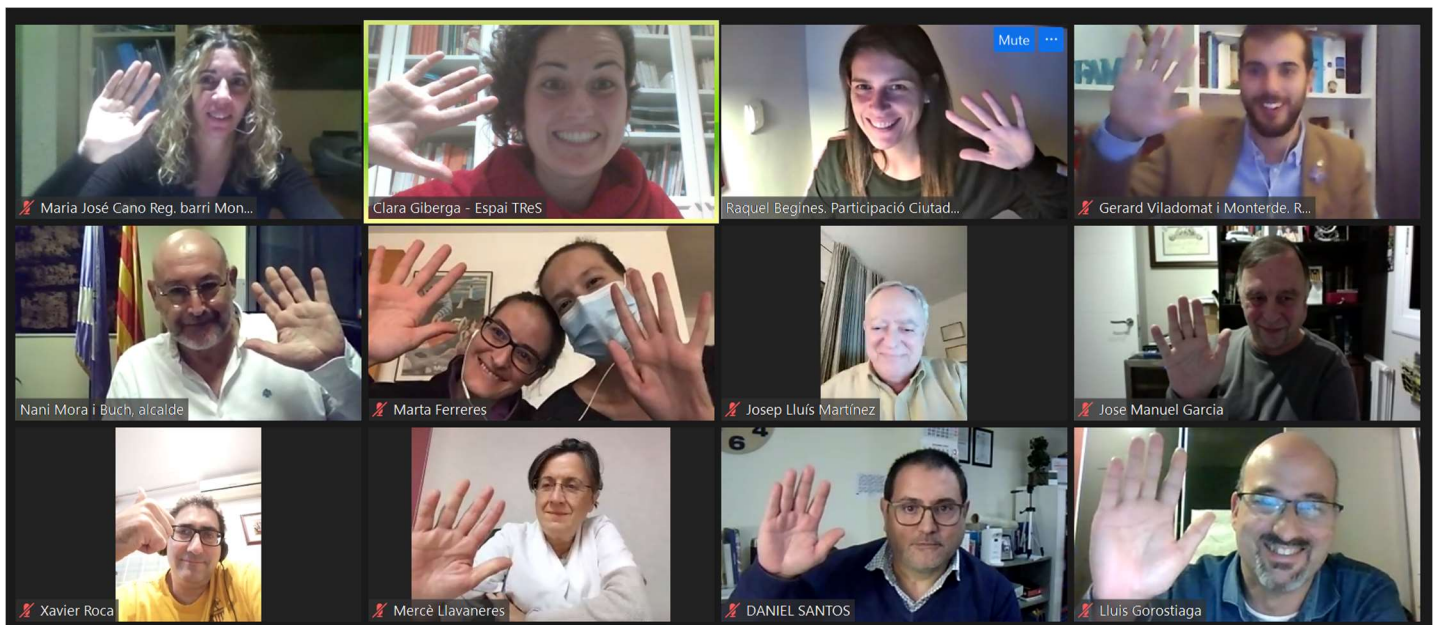 Mute
Maria José Cano Reg. barri Mon...
Clara Giberga - Espai TReS
Raquel Begines. Participació Ciutad...
Gerard Viladomat i Monterde. R...
Nani Mora i Buch, alcalde
Marta Ferreres
Josep Lluís Martínez
Jose Manuel Garcia
6 4
Xavier Roca
Mercè Llavaneres
DANIEL SANTOS
Lluis Gorostiaga